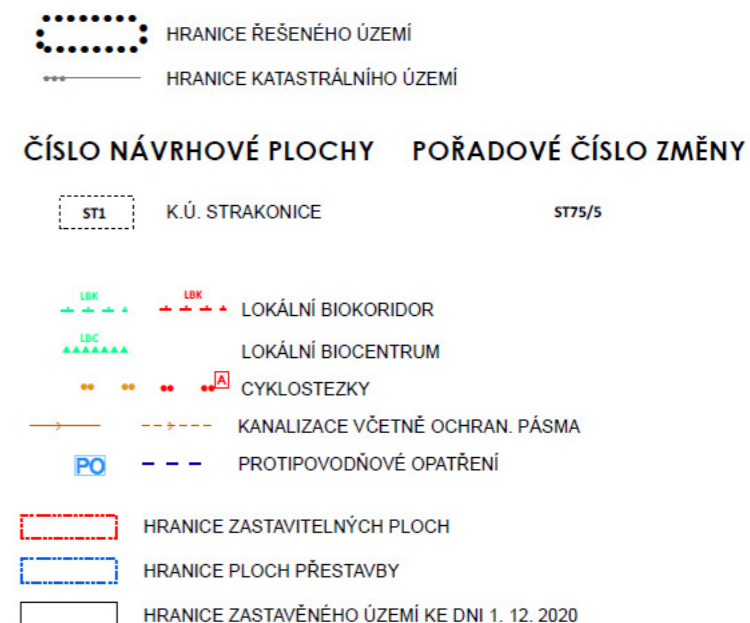 HRANICE ŘEŠENÉHO ÚZEMÍ
HRANICE KATASTRÁLNÍHO ÚZEMÍ
ČÍSLO NÁVRHOVÉ PLOCHY POŘADOVÉ ČÍSLO ZMĚNY
ST1 K.Ú. STRAKONICE ST75/5
LBK LBK LOKÁLNÍ BIOKORIDOR
LBC LOKÁLNÍ BIOCENTRUM
A CYKLOSTEZKY
KANALIZACE VČETNĚ OCHRAN. PÁSMA
PO PROTIPOVODŇOVÉ OPATŘENÍ
HRANICE ZASTAVITELNÝCH PLOCH
HRANICE PLOCH PŘESTAVBY
HRANICE ZASTAVĚNÉHO ÚZEMÍ KE DNI 1. 12. 2020